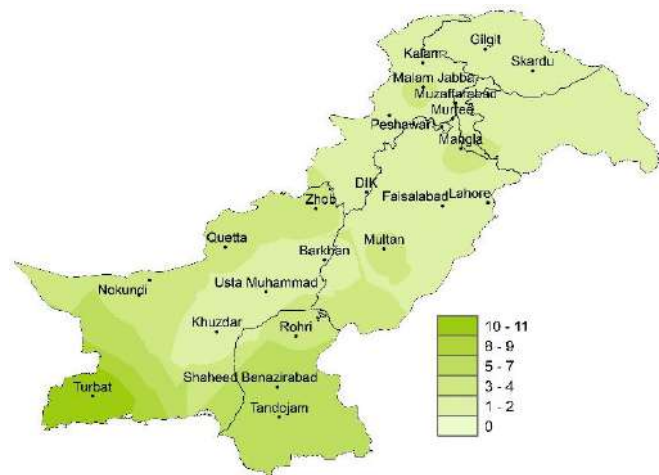 Gilgit
Kalam
Skardu
Malam Jabba
Muzaffarabad
Murree
Peshawar
Mangla
DIK
Faisalabad
Lahore
Zhob
Quetta
Barkhan
Multan
Nokundi
Usta Muhammad
Khuzdar
Rohri
10 - 11
8 - 9
5 - 7
3 - 4
1 - 2
0
Turbat
Shaheed Benazirabad
Tandojam